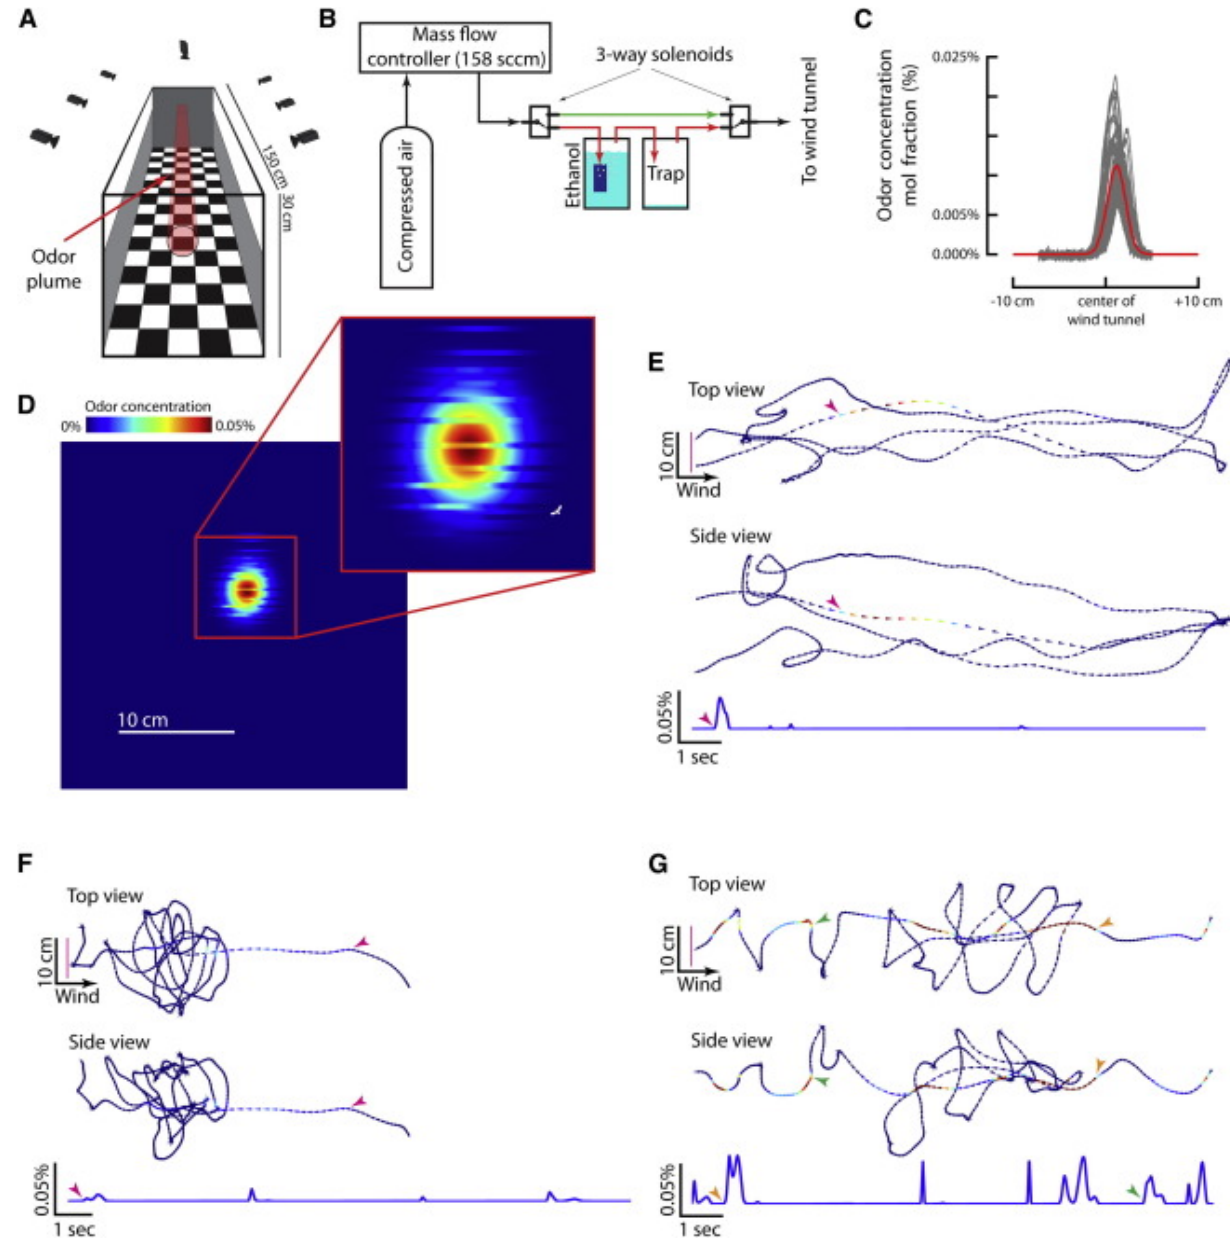 A
150 cm
30 cm
Odor
plume
B
Mass flow
controller (158 sccm)
3-way solenoids
Compressed air
Ethanol
Trap
To wind tunnel
C
Odor concentration
mol fraction (%)
0.025%
0.005%
0.000%
-10 cm
center of
wind tunnel
+10 cm
D
Odor concentration
0%
0.05%
10 cm
E
Top view
10 cm
Wind
Side view
0.05%
1 sec
F
Top view
10 cm
Wind
Side view
0.05%
1 sec
G
Top view
10 cm
Wind
Side view
0.05%
1 sec